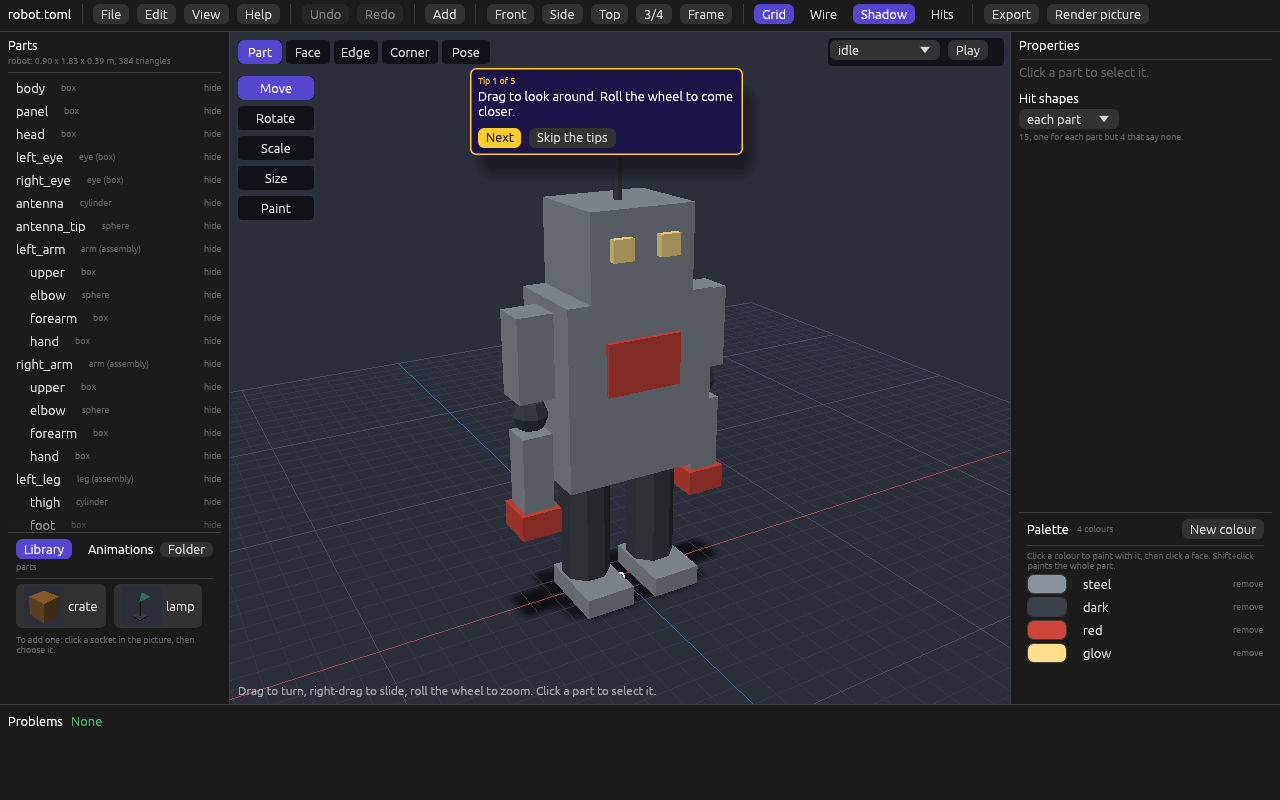 robot.toml File Edit View Help Undo Redo Add Front Side Top 3/4 Frame Grid Wire Shadow Hits Export Render picture
Parts
robot: 0.90 x 1.83 x 0.39 m, 384 triangles
body box hide
panel box hide
head box hide
left_eye eye (box) hide
right_eye eye (box) hide
antenna cylinder hide
antenna_tip sphere hide
left_arm arm (assembly) hide
upper box hide
elbow sphere hide
forearm box hide
hand box hide
right_arm arm (assembly) hide
upper box hide
elbow sphere hide
forearm box hide
hand box hide
left_leg leg (assembly) hide
thigh cylinder hide
foot box hide
Library Animations Folder
parts
crate lamp
To add one: click a socket in the picture, then
choose it.
Part Face Edge Corner Pose
Move
Rotate
Scale
Size
Paint
Tip 1 of 5
Drag to look around. Roll the wheel to come
closer.
Next Skip the tips
idle Play
Drag to turn, right-drag to slide, roll the wheel to zoom. Click a part to select it.
Properties
Click a part to select it.
Hit shapes
each part
15, one for each part but 4 that say none.
Palette 4 colours New colour
Click a colour to paint with it, then click a face. Shift+click
paints the whole part.
steel remove
dark remove
red remove
glow remove
Problems None